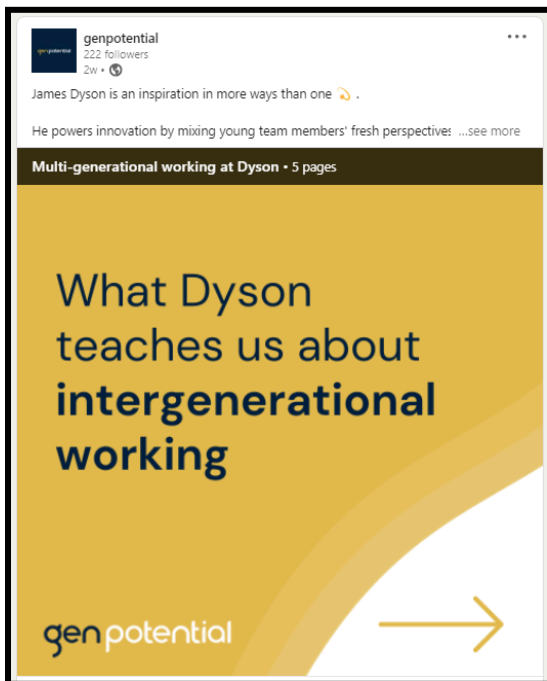 genpotential
genpotential
222 followers
2w •
James Dyson is an inspiration in more ways than one 💫 .
He powers innovation by mixing young team members' fresh perspectives ...see more
Multi-generational working at Dyson • 5 pages
What Dyson
teaches us about
intergenerational
working
genpotential